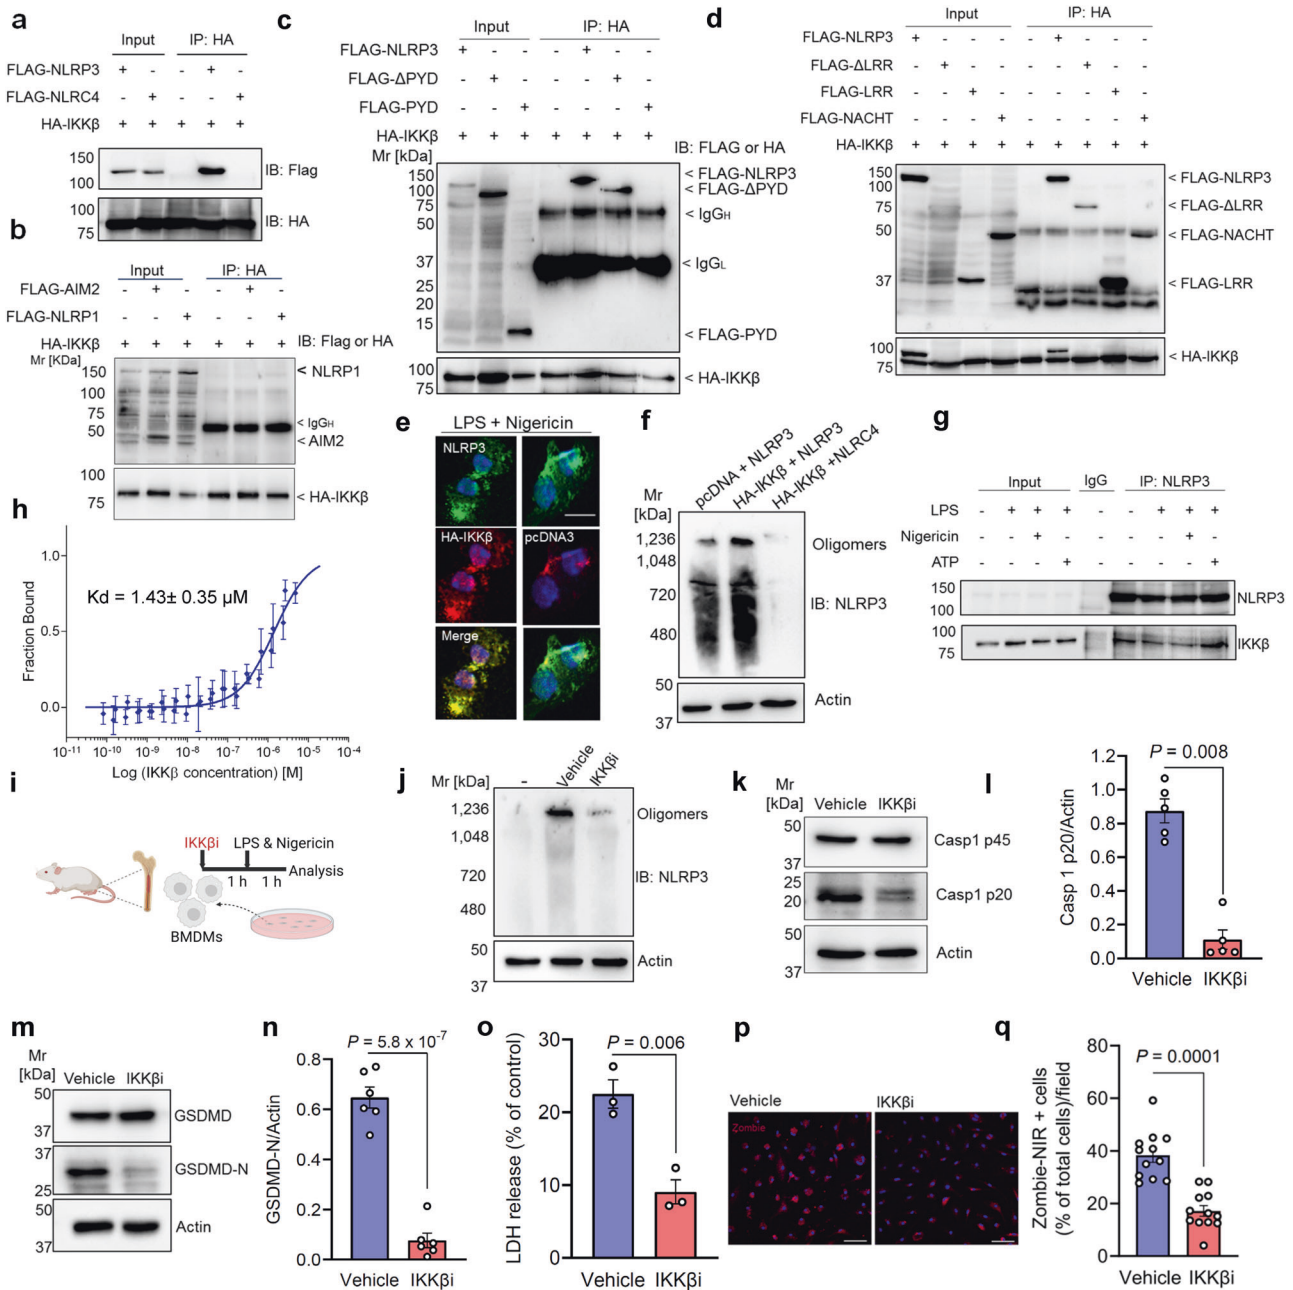 a
Input IP: HA
FLAG-NLRP3 + - - + -
FLAG-NLRC4 - + - - +
HA-IKKβ + + + + +
150
100
IB: Flag
100
75
IB: HA
b
Input IP: HA
FLAG-AIM2 - + - - + -
FLAG-NLRP1 - - + - - +
HA-IKKβ + + + + + + IB: Flag or HA
Mr [KDa]
150
100
75
50
< NLRP1
< IgGH
< AIM2
100
75
< HA-IKKβ
c
Input IP: HA
FLAG-NLRP3 + - - - + - -
FLAG-ΔPYD - + - - - + -
FLAG-PYD - - + - - - +
HA-IKKβ + + + + + + +
IB: FLAG or HA
Mr [kDa]
150
100
75
50
37
25
20
15
< FLAG-NLRP3
< FLAG-ΔPYD
< IgGH
< IgGL
< FLAG-PYD
100
75
< HA-IKKβ
d
Input IP: HA
FLAG-NLRP3 + - - - - + - - -
FLAG-ΔLRR - + - - - - + - -
FLAG-LRR - - + - - - - + -
FLAG-NACHT - - - + - - - - +
HA-IKKβ + + + + + + + + +
150
100
75
50
37
< FLAG-NLRP3
< FLAG-ΔLRR
< FLAG-NACHT
< FLAG-LRR
100
75
< HA-IKKβ
e
LPS + Nigericin
NLRP3
HA-IKKβ pcDNA3
Merge
f
pcDNA + NLRP3
HA-IKKβ + NLRP3
HA-IKKβ +NLRC4
Mr
[kDa]
1,236
1,048
720
480
Oligomers
IB: NLRP3
50
37
Actin
g
Input IgG IP: NLRP3
LPS - + + + - - + + +
Nigericin - - + - - - - + -
ATP - - - + - - - - +
150
100
NLRP3
100
75
IKKβ
h
Fraction Bound
1.0
0.5
0.0
Kd = 1.43± 0.35 µM
10-11 10-10 10-9 10-8 10-7 10-6 10-5 10-4
Log (IKKβ concentration) [M]
i
IKKβi LPS & Nigericin
1 h 1 h
Analysis
BMDMs
j
Mr [kDa] - Vehicle IKKβi
1,236
1,048
720
480
Oligomers
IB: NLRP3
50
37
Actin
k
Mr
[kDa] Vehicle IKKβi
50
37
Casp1 p45
25
20
Casp1 p20
50
37
Actin
l
P = 0.008
Casp 1 p20/Actin
1.2
1.0
0.8
0.6
0.4
0.2
0.0
Vehicle IKKβi
m
Mr
[kDa] Vehicle IKKβi
50
37
GSDMD
37
25
GSDMD-N
50
37
Actin
n
P = 5.8 x 10-7
GSDMD-N/Actin
0.8
0.6
0.4
0.2
0.0
Vehicle IKKβi
o
P = 0.006
LDH release (% of control)
30
20
10
0
Vehicle IKKβi
p
Vehicle IKKβi
Zombie
q
P = 0.0001
Zombie-NIR + cells
(% of total cells)/field
80
60
40
20
0
Vehicle IKKβi